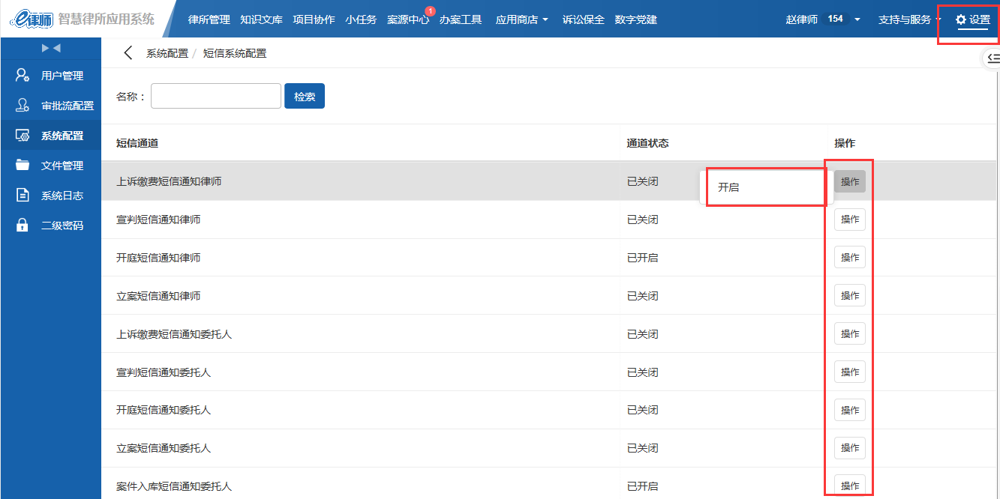 e律师 智慧律所应用系统 律所管理 知识文库 项目协作 小任务 案源中心 1 办案工具 应用商店 诉讼保全 数字党建 赵律师 154 支持与服务 设置
用户管理
审批流配置
系统配置
文件管理
系统日志
二级密码
系统配置 / 短信系统配置
名称： 检索
短信通道 通道状态 操作
上诉缴费短信通知律师 已关闭 开启 操作
宣判短信通知律师 已关闭 操作
开庭短信通知律师 已开启 操作
立案短信通知律师 已关闭 操作
上诉缴费短信通知委托人 已关闭 操作
宣判短信通知委托人 已关闭 操作
开庭短信通知委托人 已关闭 操作
立案短信通知委托人 已关闭 操作
案件入库短信通知委托人 已开启 操作